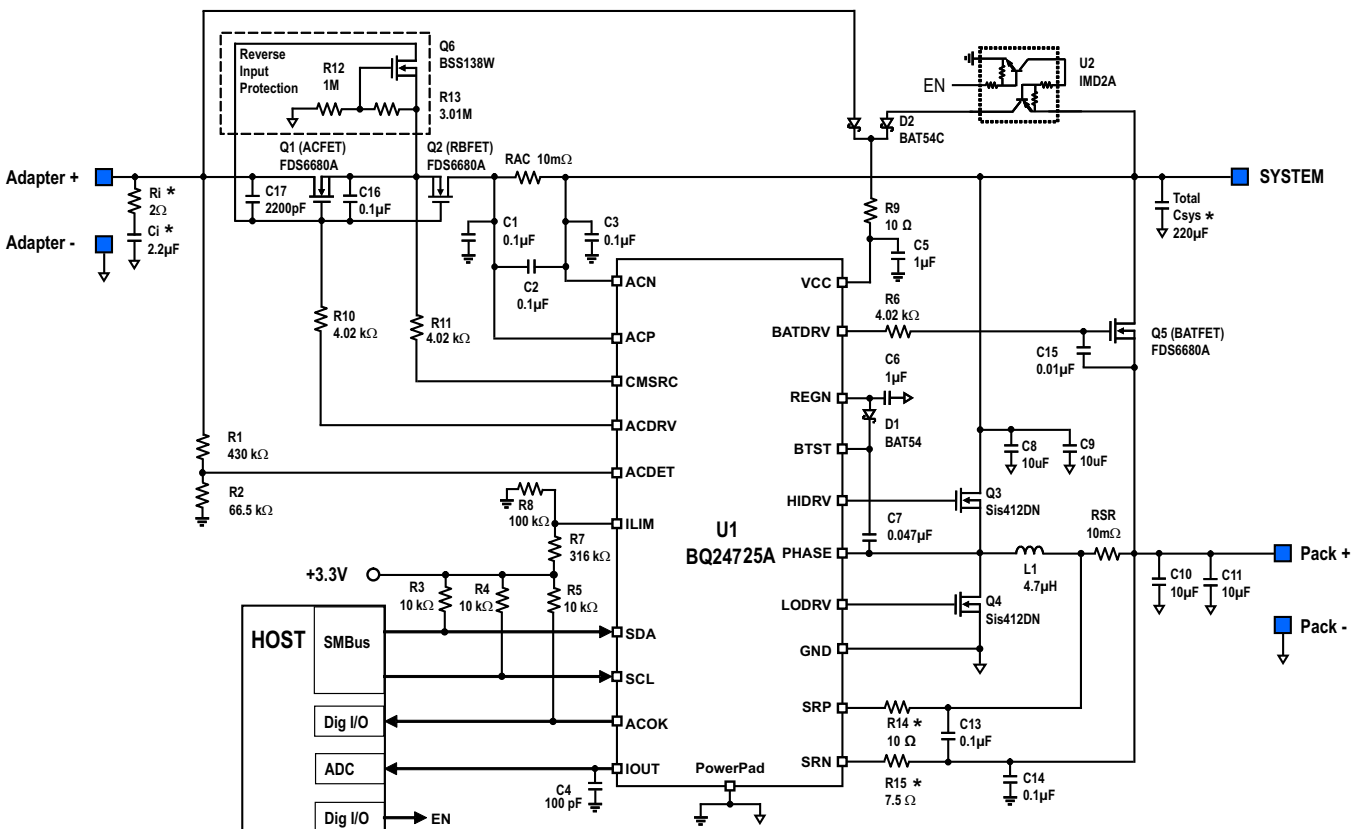 Reverse
Input
Protection
R12
1M
Q6
BSS138W
R13
3.01M
U2
IMD2A
EN
D2
BAT54C
Q1 (ACFET)
FDS6680A
Q2 (RBFET)
FDS6680A
RAC 10mΩ
Adapter +
SYSTEM
Ri *
2Ω
Ci *
2.2µF
C17
2200pF
C16
0.1µF
Total
Csys *
220µF
R9
10 Ω
Adapter -
C1
0.1µF
C3
0.1µF
C5
1µF
C2
0.1µF
ACN
VCC
R10
4.02 kΩ
R11
4.02 kΩ
R6
4.02 kΩ
ACP
BATDRV
Q5 (BATFET)
FDS6680A
C15
0.01µF
C6
1µF
CMSRC
REGN
D1
BAT54
ACDRV
R1
430 kΩ
BTST
C8
10uF
C9
10uF
ACDET
R2
66.5 kΩ
R8
100 kΩ
HIDRV
Q3
Sis412DN
ILIM
U1
BQ24725A
C7
0.047µF
RSR
10mΩ
R7
316 kΩ
PHASE
L1
4.7µH
Pack +
+3.3V
R3
10 kΩ
R4
10 kΩ
R5
10 kΩ
C10
10µF
C11
10µF
LODRV
Q4
Sis412DN
HOST
SMBus
SDA
GND
Pack -
SCL
SRP
R14 *
10 Ω
C13
0.1µF
Dig I/O
ACOK
ADC
IOUT
PowerPad
SRN
R15 *
7.5 Ω
C14
0.1µF
C4
100 pF
Dig I/O
EN